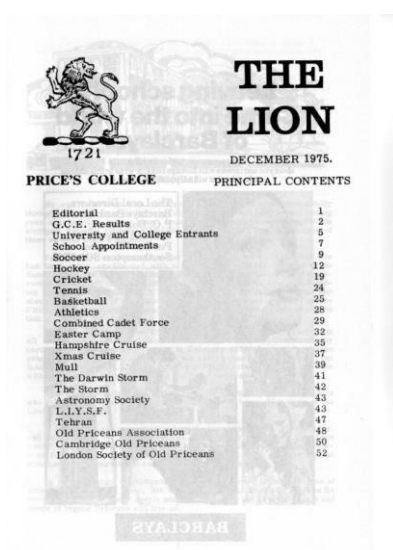 THE
LION
1721
DECEMBER 1975.
PRICE'S COLLEGE
PRINCIPAL CONTENTS
Editorial 1
G.C.E. Results 2
University and College Entrants 5
School Appointments 7
Soccer 9
Hockey 12
Cricket 19
Tennis 24
Basketball 25
Athletics 28
Combined Cadet Force 29
Easter Camp 32
Hampshire Cruise 35
Xmas Cruise 37
Mull 39
The Darwin Storm 41
The Storm 42
Astronomy Society 43
L.I.Y.S.F. 43
Tehran 47
Old Priceans Association 48
Cambridge Old Priceans 50
London Society of Old Priceans 52
BARCLAYS